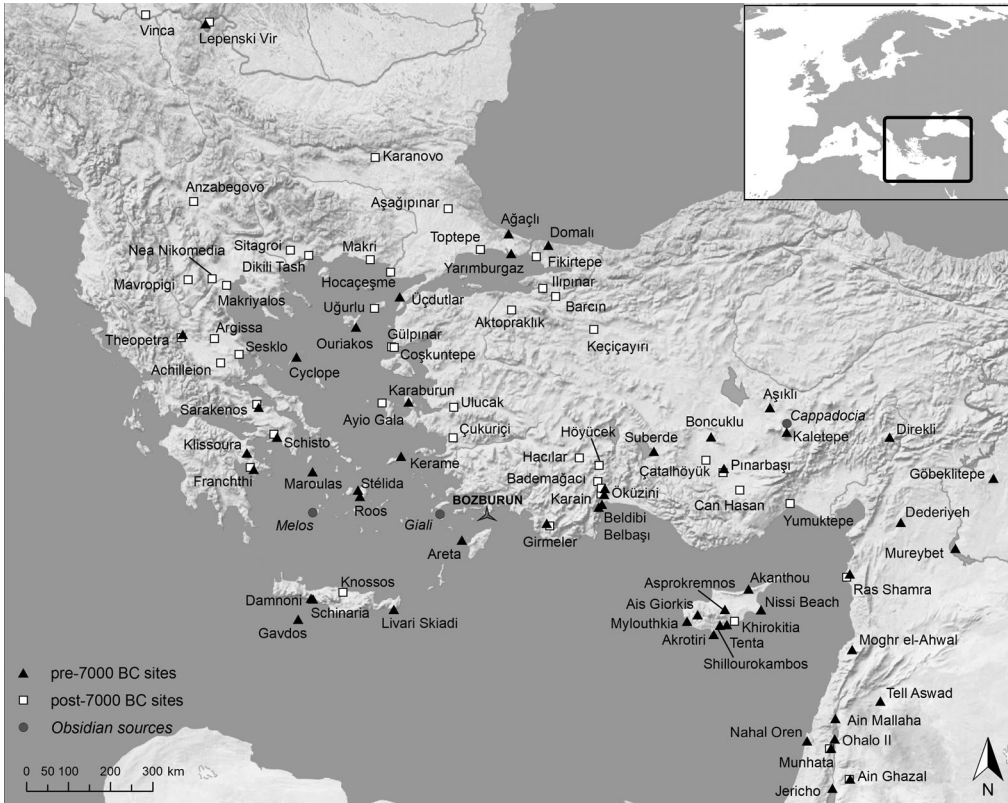 Vinca
Lepenski Vir
Karanovo
Anzabegovo
Aşağıpınar
Ağaçlı
Domalı
Nea Nikomedia
Sitagroi
Makri
Toptepe
Dikili Tash
Yarımburgaz
Fikirtepe
Mavropigi
Hocaçeşme
Ilıpınar
Makriyalos
Üçdutlar
Barcın
Uğurlu
Aktopraklık
Argissa
Gülpınar
Theopetra
Ouriakos
Keçiçayırı
Sesklo
Coşkuntepe
Achilleion
Cyclope
Karaburun
Aşıklı
Sarakenos
Ayio Gala
Ulucak
Boncuklu
Cappadocia
Klissoura
Schisto
Çukuriçi
Höyücek
Suberde
Kaletepe
Direkli
Hacılar
Kerame
Çatalhöyük
Pınarbaşı
Göbeklitepe
Franchthi
Maroulas
Stélida
Bademağacı
Öküzini
Roos
BOZBURUN
Karain
Can Hasan
Yumuktepe
Melos
Giali
Beldibi
Dederiyeh
Girmeler
Belbaşı
Areta
Mureybet
Knossos
Asprokremnos
Akanthou
Ras Shamra
Damnoni
Schinaria
Ais Giorkis
Nissi Beach
Gavdos
Livari Skiadi
Mylouthkia
Khirokitia
Akrotiri
Tenta
Shillourokambos
Moghr el-Ahwal
pre-7000 BC sites
post-7000 BC sites
Obsidian sources
Tell Aswad
Ain Mallaha
Nahal Oren
Ohalo II
Munhata
Ain Ghazal
Jericho
0 50 100 200 300 km
N